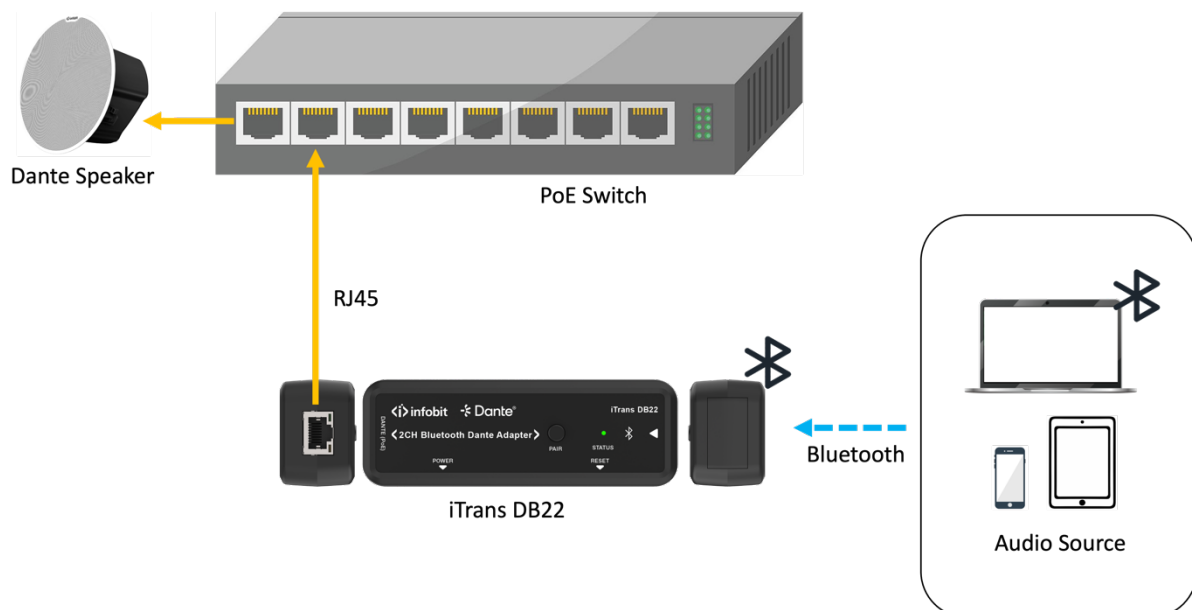 Dante Speaker
PoE Switch
RJ45
infobit Dante® iTrans DB22
DANTE (PoE)
2CH Bluetooth Dante Adapter
PAIR
STATUS
POWER
RESET
iTrans DB22
Bluetooth
Audio Source